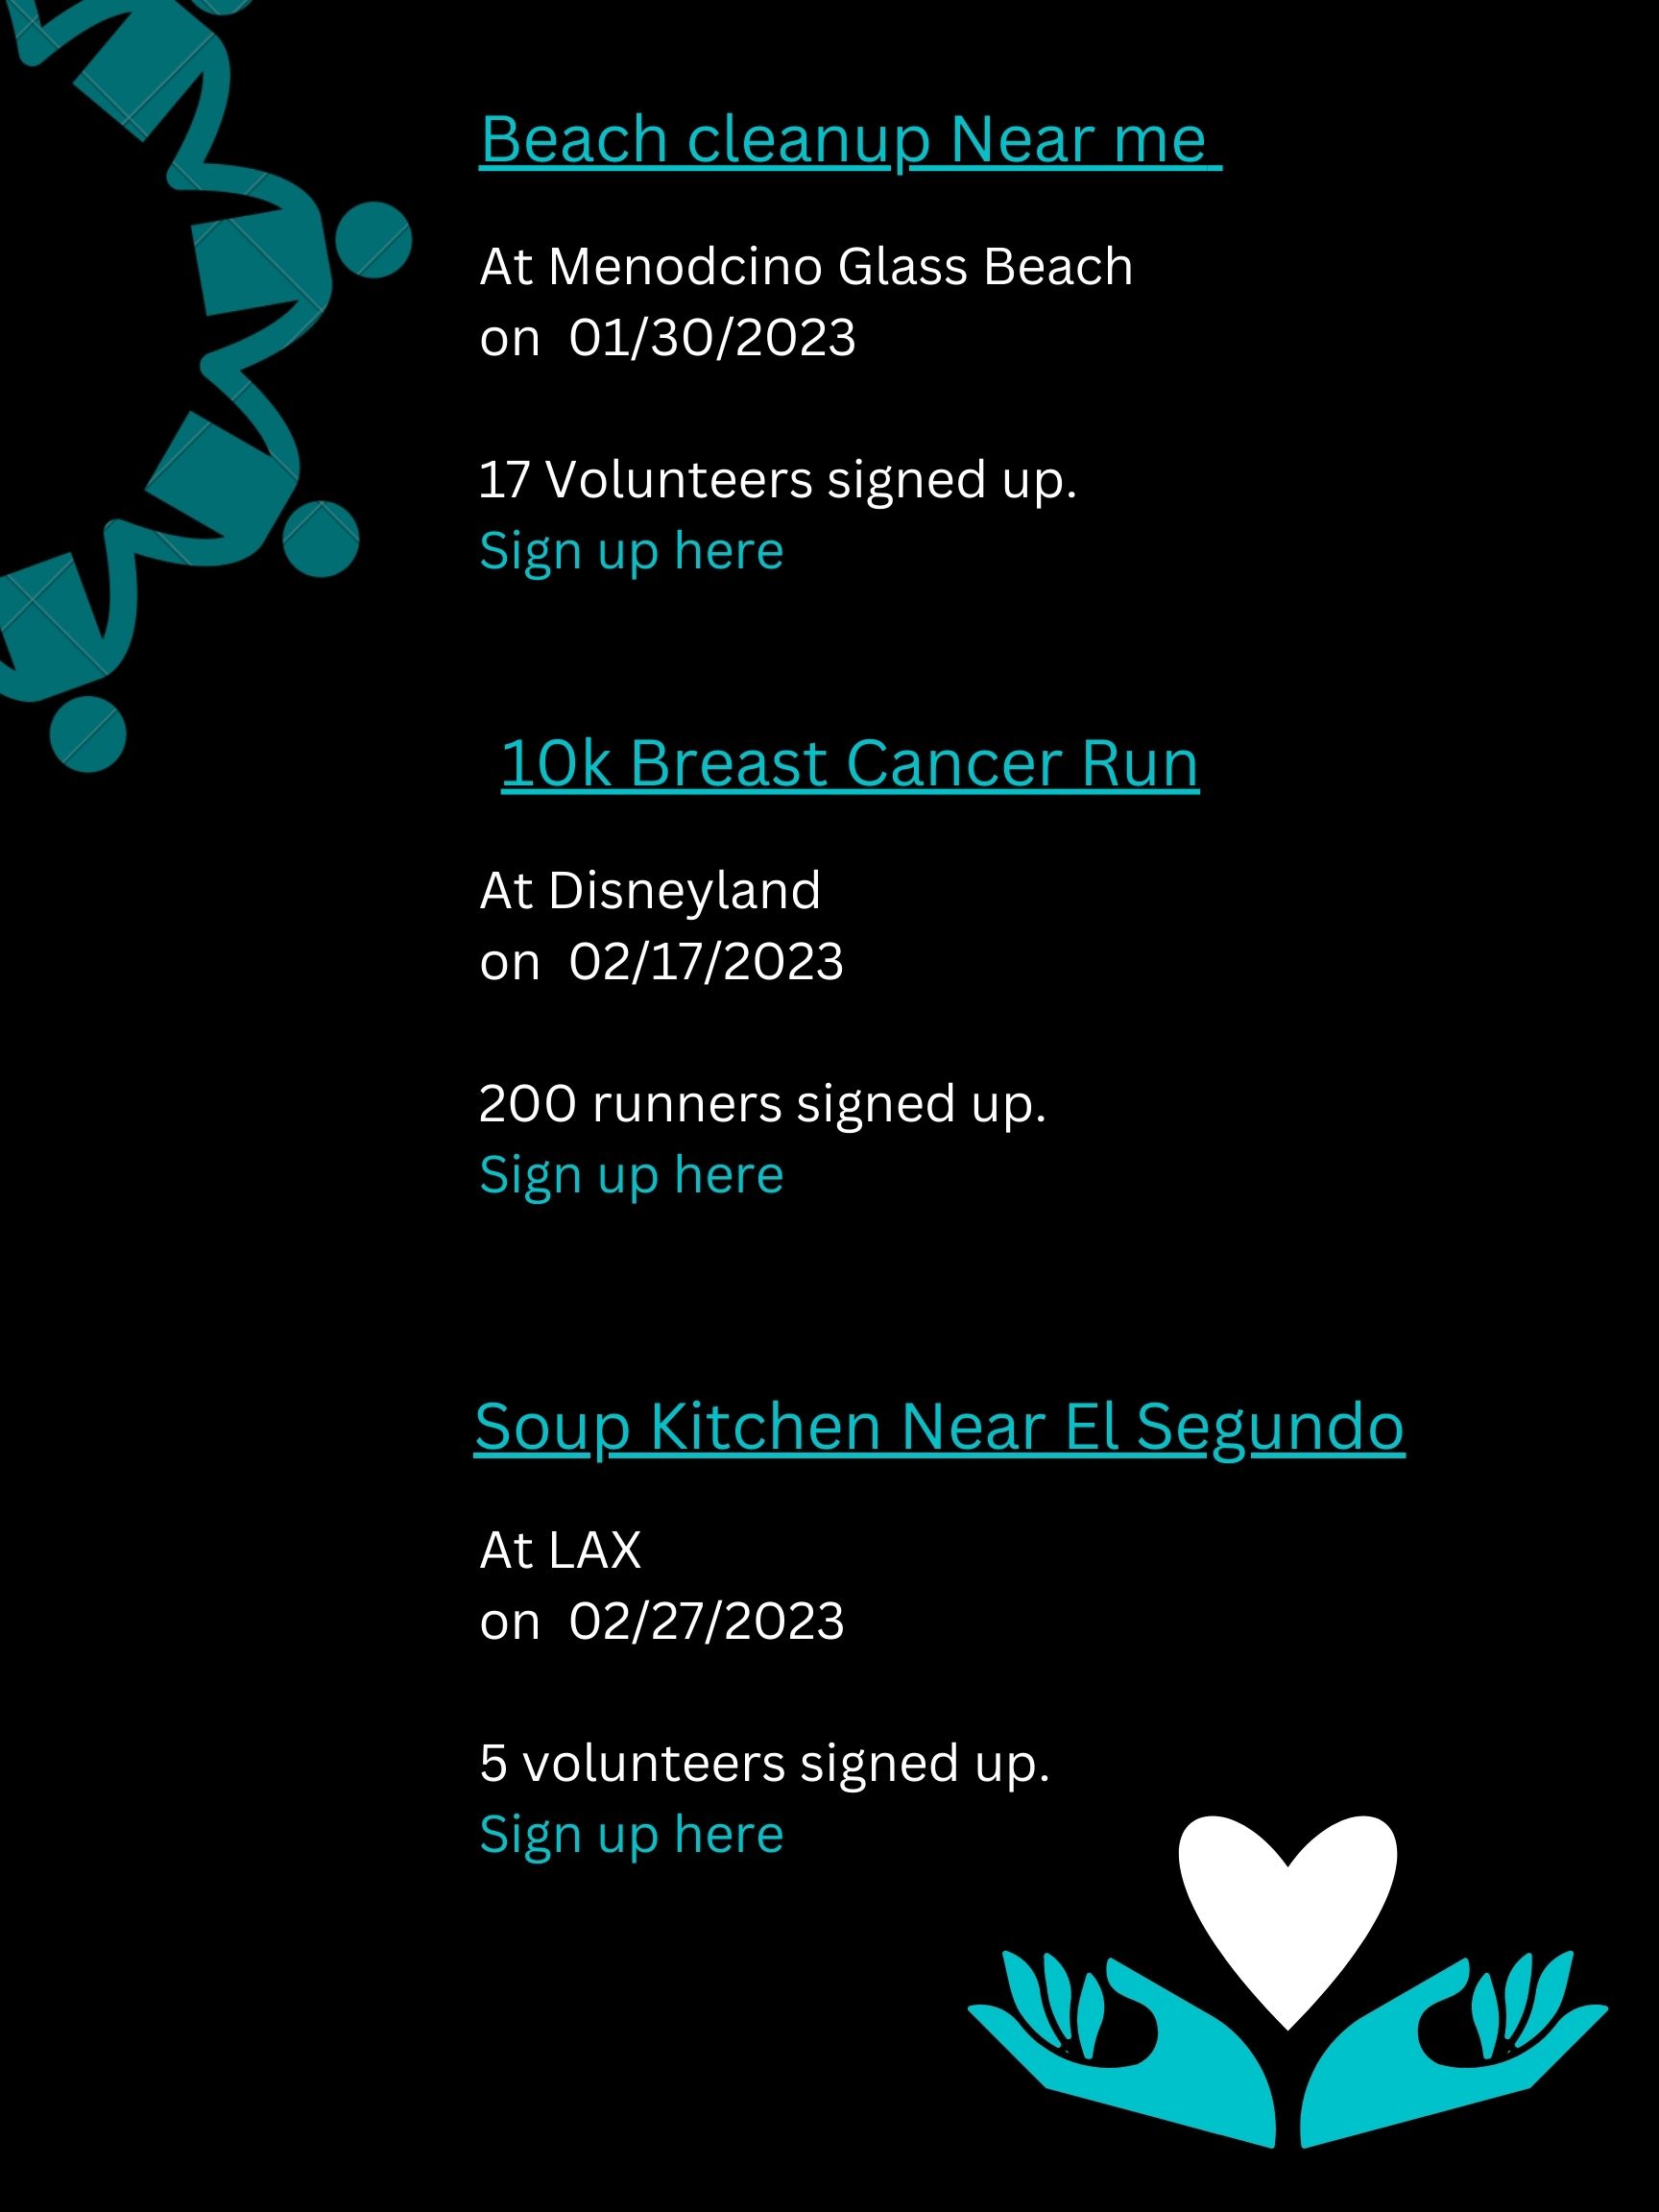 Beach cleanup Near me
At Menodcino Glass Beach
on 01/30/2023
17 Volunteers signed up.
Sign up here
10k Breast Cancer Run
At Disneyland
on 02/17/2023
200 runners signed up.
Sign up here
Soup Kitchen Near El Segundo
At LAX
on 02/27/2023
5 volunteers signed up.
Sign up here